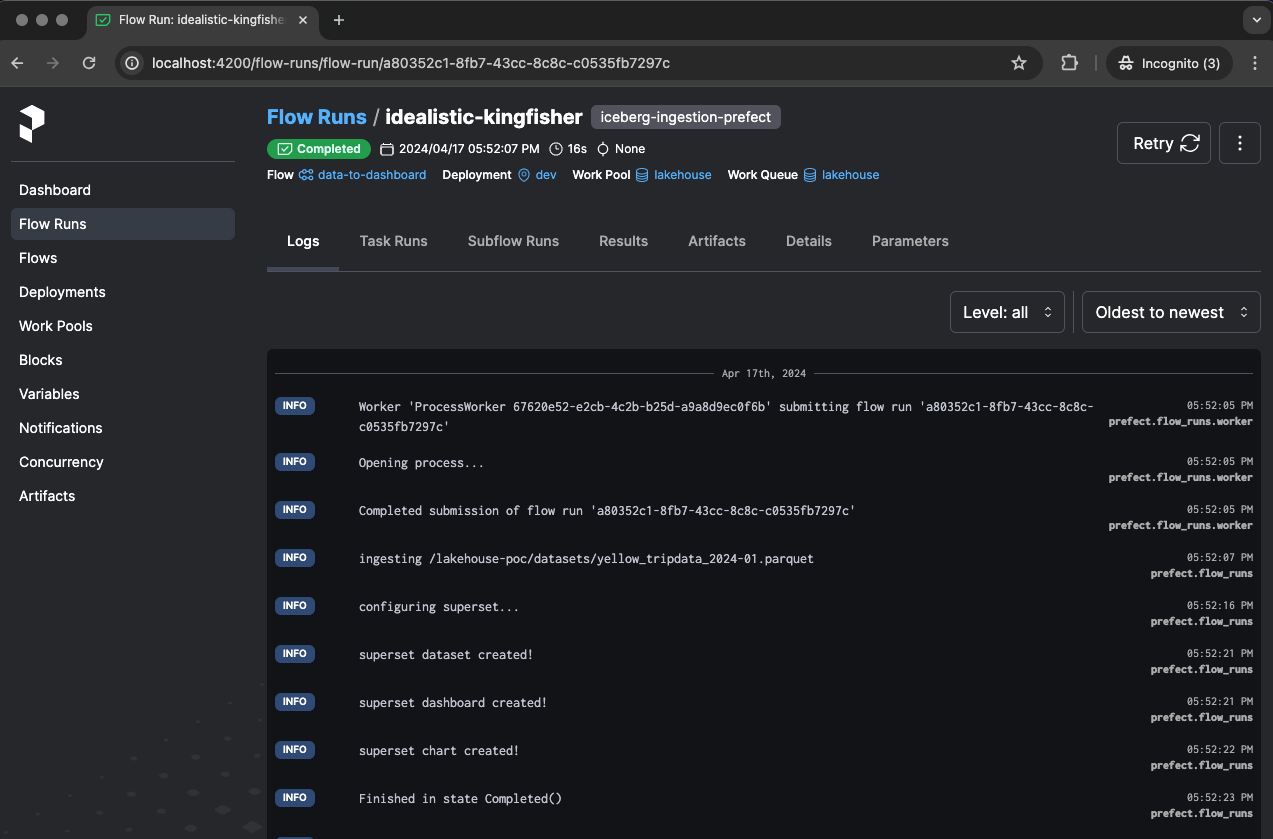 Flow Run: idealistic-kingfishe
localhost:4200/flow-runs/flow-run/a80352c1-8fb7-43cc-8c8c-c0535fb7297c
Incognito (3)
Flow Runs / idealistic-kingfisher iceberg-ingestion-prefect
Completed 2024/04/17 05:52:07 PM 16s None
Flow data-to-dashboard Deployment dev Work Pool lakehouse Work Queue lakehouse
Retry
Dashboard
Flow Runs
Flows
Deployments
Work Pools
Blocks
Variables
Notifications
Concurrency
Artifacts
Logs Task Runs Subflow Runs Results Artifacts Details Parameters
Level: all Oldest to newest
Apr 17th, 2024
INFO Worker 'ProcessWorker 67620e52-e2cb-4c2b-b25d-a9a8d9ec0f6b' submitting flow run 'a80352c1-8fb7-43cc-8c8c- 05:52:05 PM
c0535fb7297c' prefect.flow_runs.worker
INFO Opening process... 05:52:05 PM
prefect.flow_runs.worker
INFO Completed submission of flow run 'a80352c1-8fb7-43cc-8c8c-c0535fb7297c' 05:52:05 PM
prefect.flow_runs.worker
INFO ingesting /lakehouse-poc/datasets/yellow_tripdata_2024-01.parquet 05:52:07 PM
prefect.flow_runs
INFO configuring superset... 05:52:16 PM
prefect.flow_runs
INFO superset dataset created! 05:52:21 PM
prefect.flow_runs
INFO superset dashboard created! 05:52:21 PM
prefect.flow_runs
INFO superset chart created! 05:52:22 PM
prefect.flow_runs
INFO Finished in state Completed() 05:52:23 PM
prefect.flow_runs